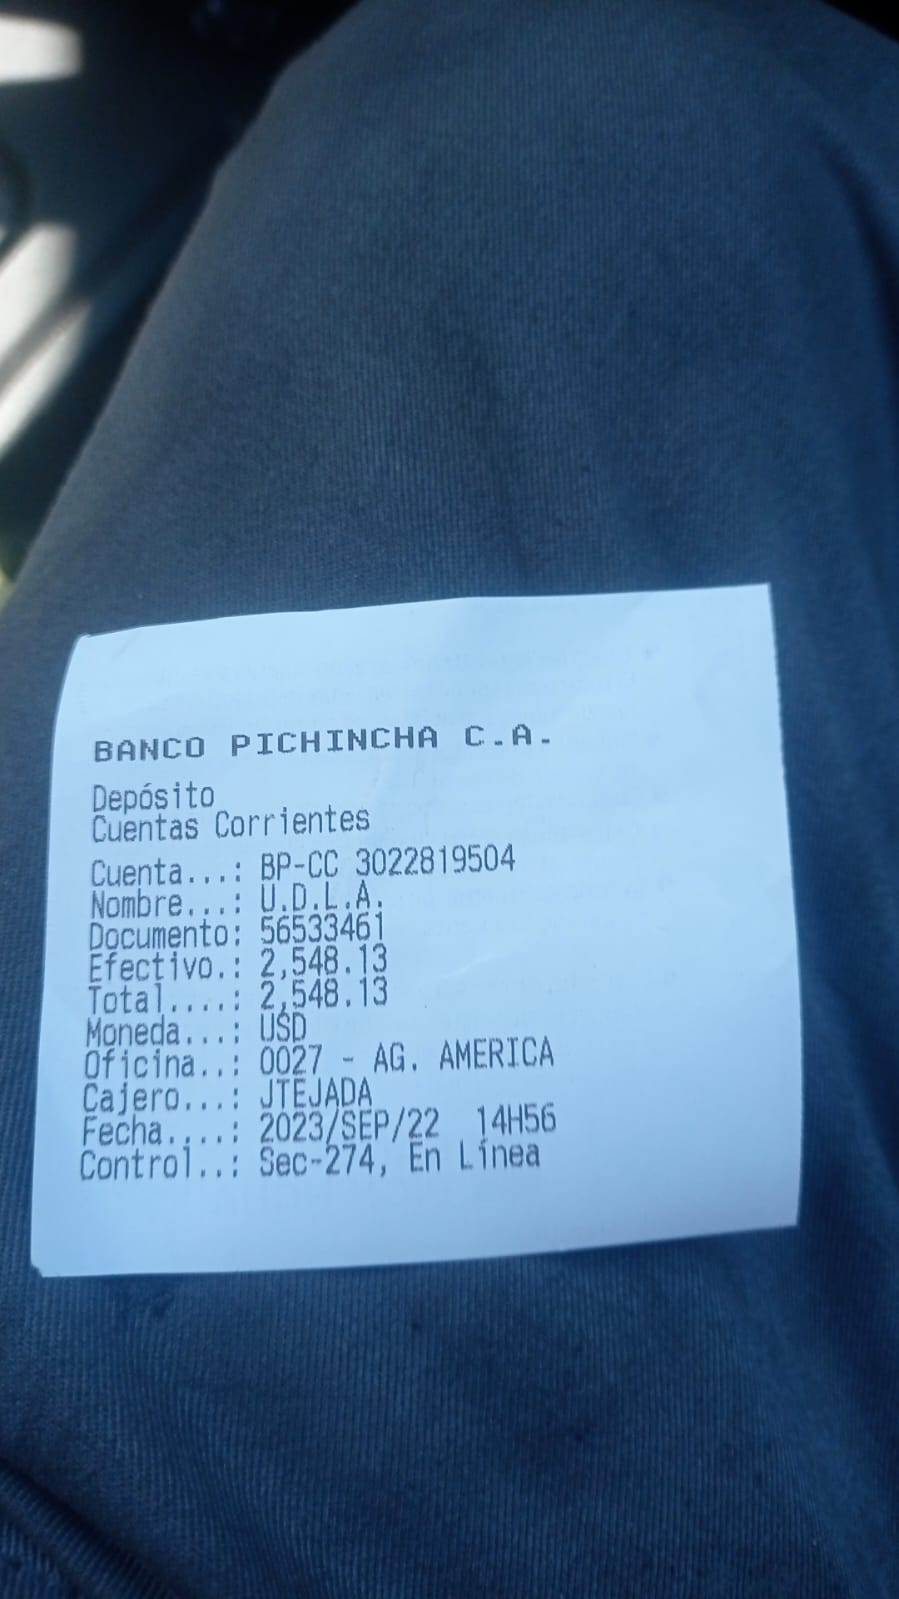 BANCO PICHINCHA C.A.
Depósito
Cuentas Corrientes
Cuenta...: BP-CC 3022819504
Nombre...: U.D.L.A.
Documento: 56533461
Efectivo.: 2,548.13
Total....: 2,548.13
Moneda...: USD
Oficina..: 0027 - AG. AMERICA
Cajero...: JTEJADA
Fecha....: 2023/SEP/22 14H56
Control..: Sec-274, En Línea